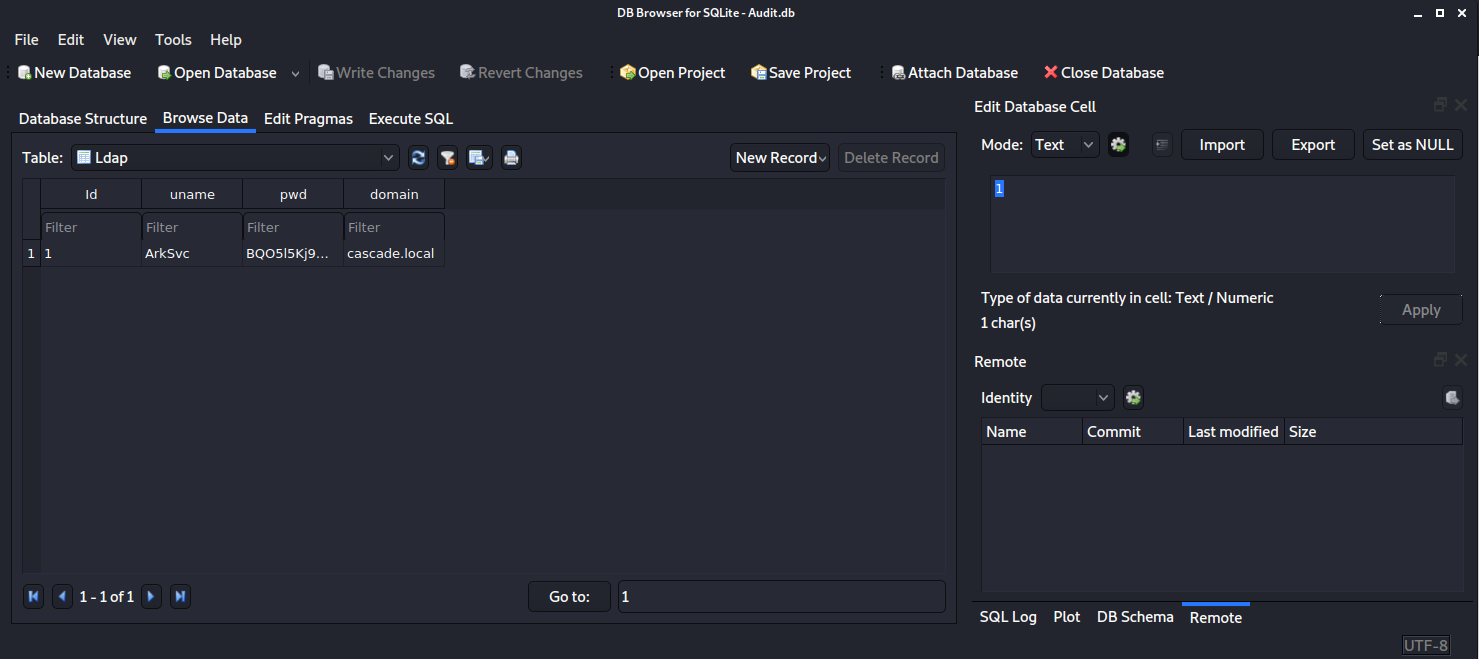 DB Browser for SQLite - Audit.db
File Edit View Tools Help
New Database Open Database Write Changes Revert Changes Open Project Save Project Attach Database Close Database
Database Structure Browse Data Edit Pragmas Execute SQL
Table: Ldap New Record Delete Record
Id uname pwd domain
Filter Filter Filter Filter
1 1 ArkSvc BQO5l5Kj9... cascade.local
1 - 1 of 1 Go to: 1
Edit Database Cell
Mode: Text Import Export Set as NULL
1
Type of data currently in cell: Text / Numeric
1 char(s)
Apply
Remote
Identity
Name Commit Last modified Size
SQL Log Plot DB Schema Remote
UTF-8